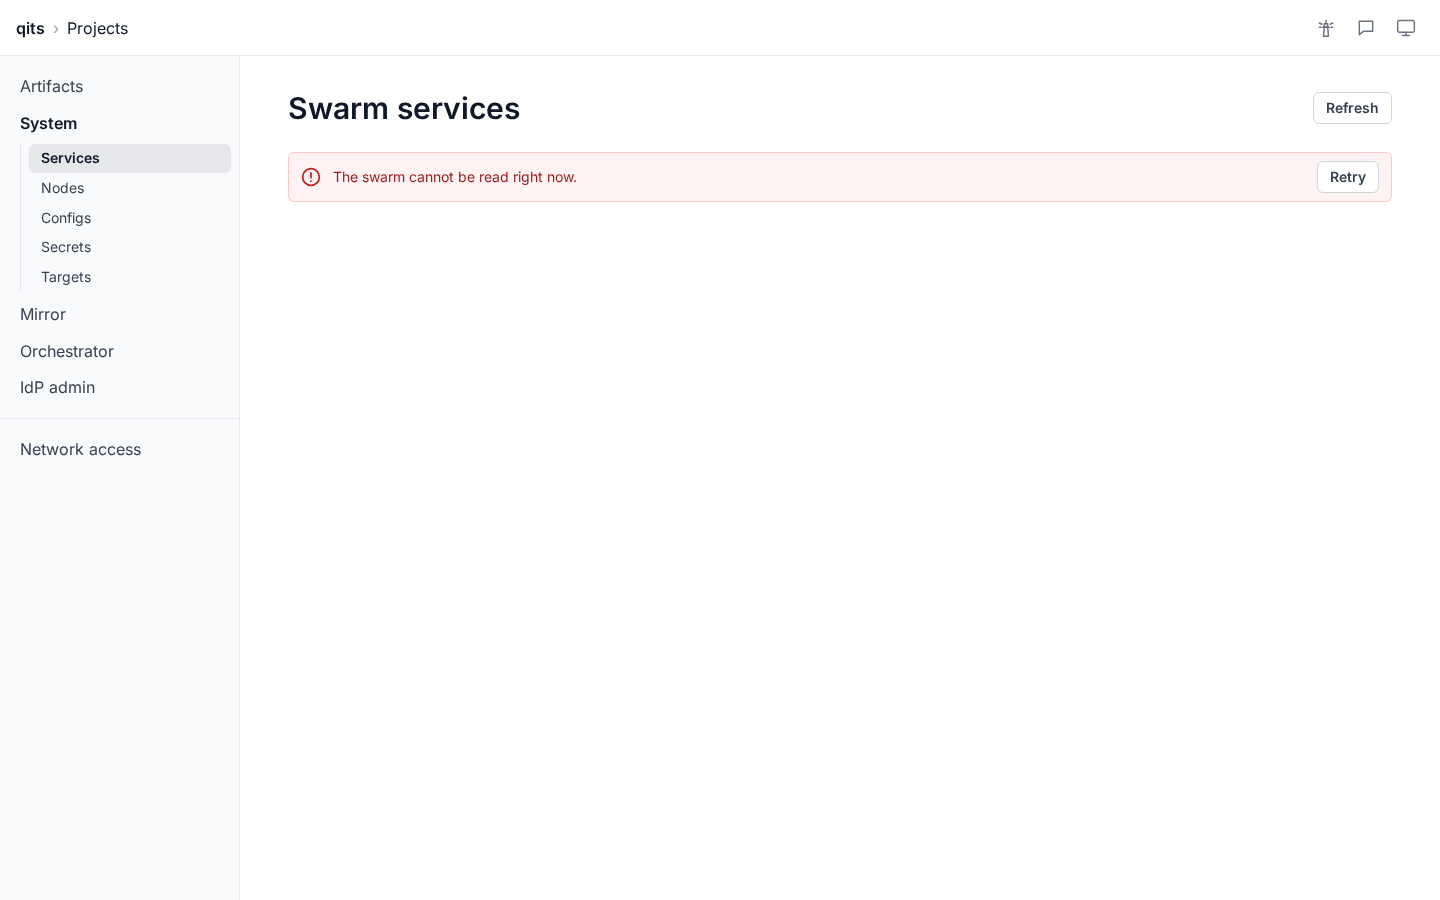 qits › Projects
Artifacts
System
Services
Nodes
Configs
Secrets
Targets
Mirror
Orchestrator
IdP admin
Network access
Swarm services
Refresh
The swarm cannot be read right now.
Retry